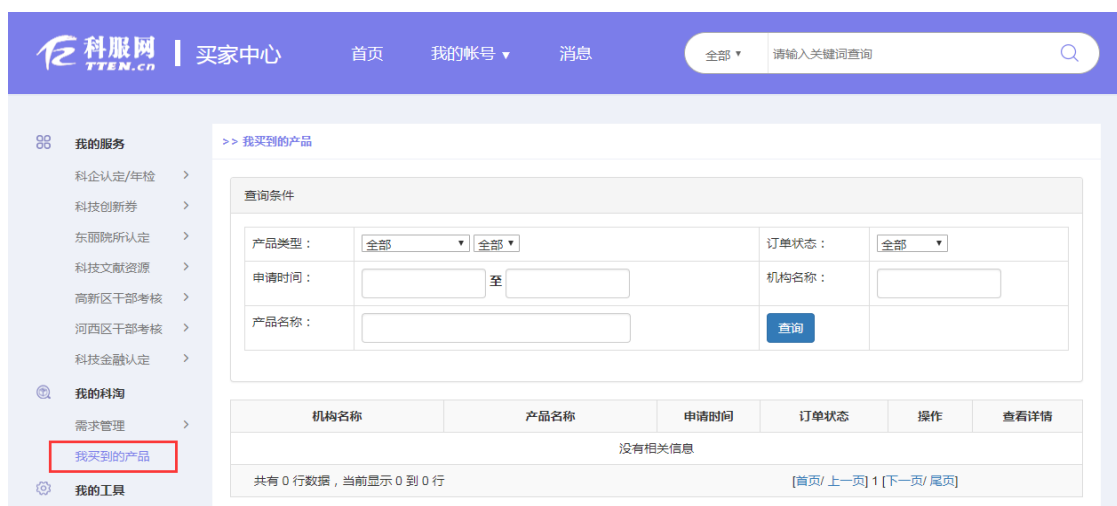 科服网 TTEN.cn 买家中心 首页 我的帐号 ▾ 消息 全部 ▾ 请输入关键词查询
我的服务
科企认定/年检 >
科技创新券 >
东丽院所认定 >
科技文献资源 >
高新区干部考核 >
河西区干部考核 >
科技金融认定 >
我的科淘
需求管理 >
我买到的产品
我的工具
>> 我买到的产品
查询条件
产品类型： 全部 ▾ 全部 ▾ 订单状态： 全部 ▾
申请时间： 至 机构名称：
产品名称： 查询
机构名称 产品名称 申请时间 订单状态 操作 查看详情
没有相关信息
共有 0 行数据，当前显示 0 到 0 行 [首页/ 上一页] 1 [下一页/ 尾页]